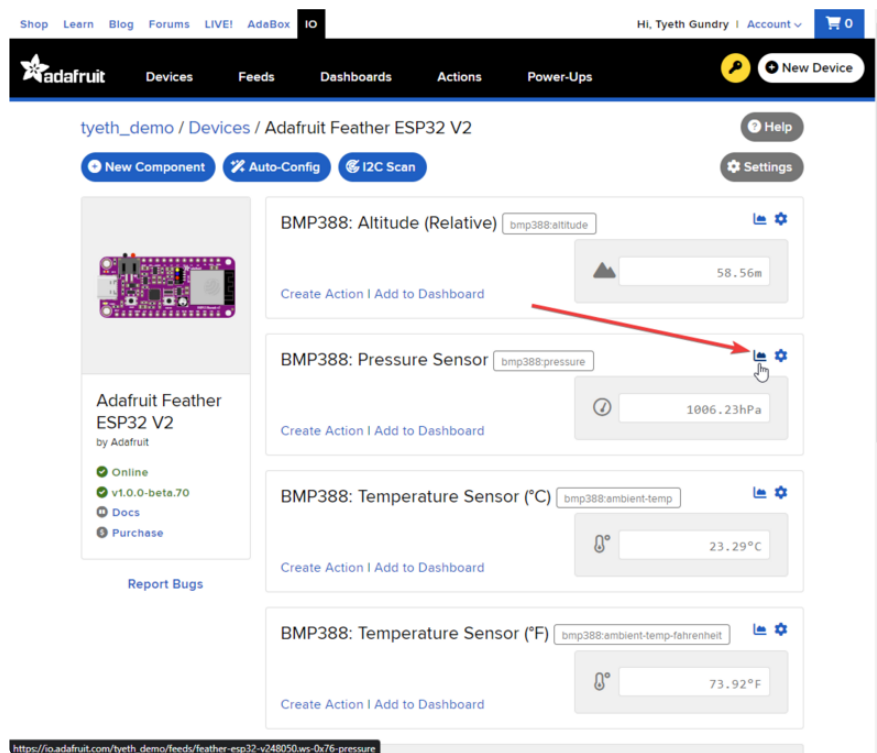 Shop Learn Blog Forums LIVE! AdaBox IO Hi, Tyeth Gundry | Account 0
adafruit Devices Feeds Dashboards Actions Power-Ups New Device
tyeth_demo / Devices / Adafruit Feather ESP32 V2 Help
New Component Auto-Config I2C Scan Settings
BMP388: Altitude (Relative) bmp388:altitude
58.56m
Create Action | Add to Dashboard
BMP388: Pressure Sensor bmp388:pressure
1006.23hPa
Create Action | Add to Dashboard
Adafruit Feather
ESP32 V2
by Adafruit
Online
v1.0.0-beta.70
Docs
Purchase
Report Bugs
BMP388: Temperature Sensor (°C) bmp388:ambient-temp
23.29°C
Create Action | Add to Dashboard
BMP388: Temperature Sensor (°F) bmp388:ambient-temp-fahrenheit
73.92°F
Create Action | Add to Dashboard
https://io.adafruit.com/tyeth_demo/feeds/feather-esp32-v248050.ws-0x76-pressure